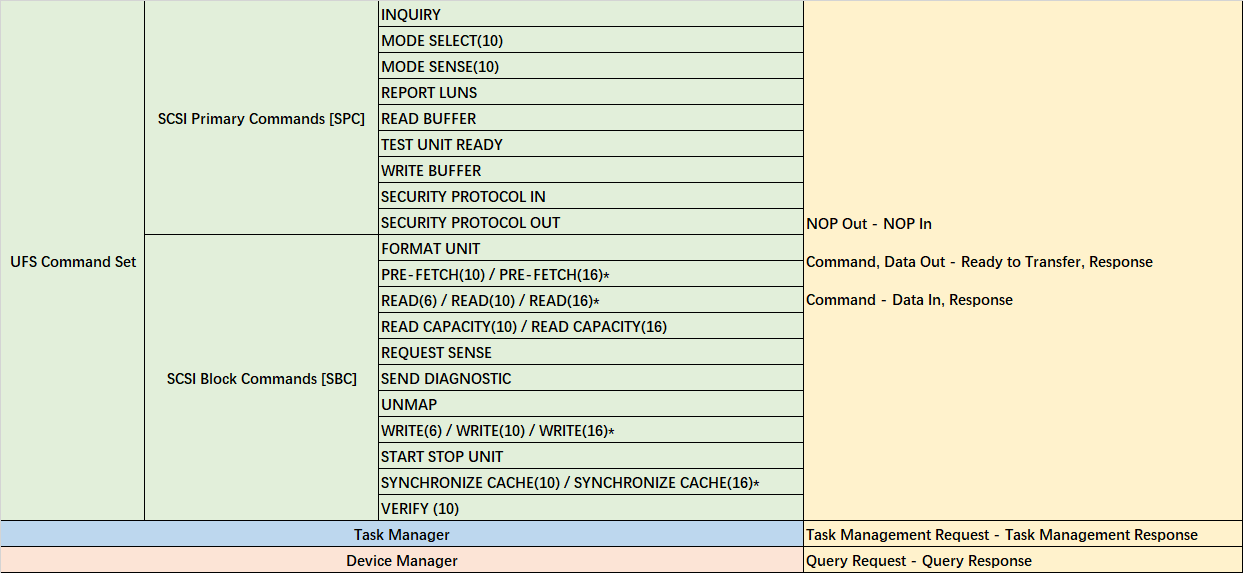 UFS Command Set
SCSI Primary Commands [SPC]
INQUIRY
MODE SELECT(10)
MODE SENSE(10)
REPORT LUNS
READ BUFFER
TEST UNIT READY
WRITE BUFFER
SECURITY PROTOCOL IN
SECURITY PROTOCOL OUT
SCSI Block Commands [SBC]
FORMAT UNIT
PRE-FETCH(10) / PRE-FETCH(16)*
READ(6) / READ(10) / READ(16)*
READ CAPACITY(10) / READ CAPACITY(16)
REQUEST SENSE
SEND DIAGNOSTIC
UNMAP
WRITE(6) / WRITE(10) / WRITE(16)*
START STOP UNIT
SYNCHRONIZE CACHE(10) / SYNCHRONIZE CACHE(16)*
VERIFY (10)
NOP Out - NOP In
Command, Data Out - Ready to Transfer, Response
Command - Data In, Response
Task Manager
Task Management Request - Task Management Response
Device Manager
Query Request - Query Response